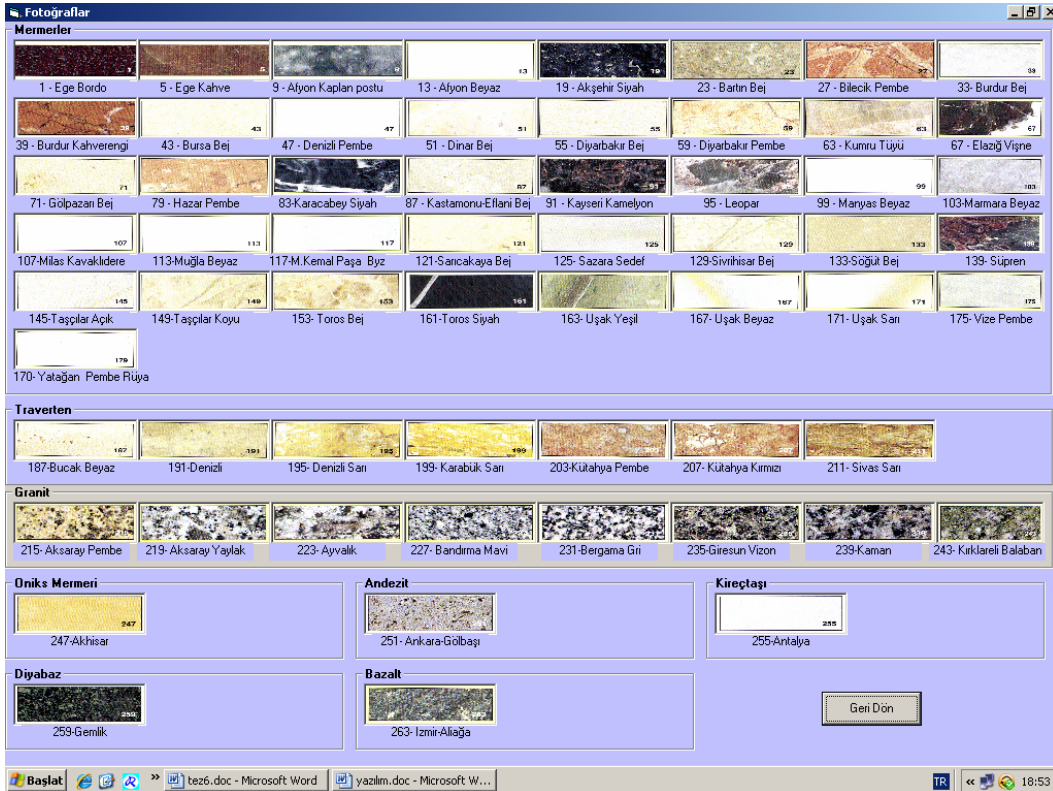 Fotoğraflar
Mermerler
1 - Ege Bordo 5 - Ege Kahve 9 - Afyon Kaplan postu 13 - Afyon Beyaz 19 - Akşehir Siyah 23 - Bartın Bej 27 - Bilecik Pembe 33- Burdur Bej
39 - Burdur Kahverengi 43 - Bursa Bej 47 - Denizli Pembe 51 - Dinar Bej 55 - Diyarbakır Bej 59 - Diyarbakır Pembe 63 - Kumru Tüyü 67 - Elazığ Vişne
71- Gölpazarı Bej 79 - Hazar Pembe 83-Karacabey Siyah 87 - Kastamonu-Eflani Bej 91 - Kayseri Kamelyon 95 - Leopar 99 - Manyas Beyaz 103-Marmara Beyaz
107-Milas Kavaklıdere 113-Muğla Beyaz 117-M.Kemal Paşa Byz 121-Sarıcakaya Bej 125- Sazara Sedef 129-Sivrihisar Bej 133-Söğüt Bej 139- Süpren
145-Taşçılar Açık 149-Taşçılar Koyu 153- Toros Bej 161-Toros Siyah 163- Uşak Yeşil 167- Uşak Beyaz 171- Uşak Sarı 175- Vize Pembe
170- Yatağan Pembe Rüya
Traverten
187-Bucak Beyaz 191-Denizli 195- Denizli Sarı 199- Karabük Sarı 203-Kütahya Pembe 207- Kütahya Kırmızı 211- Sivas Sarı
Granit
215- Aksaray Pembe 219- Aksaray Yaylak 223- Ayvalık 227- Bandırma Mavi 231-Bergama Gri 235-Giresun Vizon 239-Kaman 243- Kırklareli Balaban
Oniks Mermeri Andezit Kireçtaşı
247-Akhisar 251- Ankara-Gölbaşı 255-Antalya
Diyabaz Bazalt
259-Gemlik 263- Izmir-Aliağa
Geri Dön
Başlat » tez6.doc - Microsoft Word yazılım.doc - Microsoft W... TR « 18:53